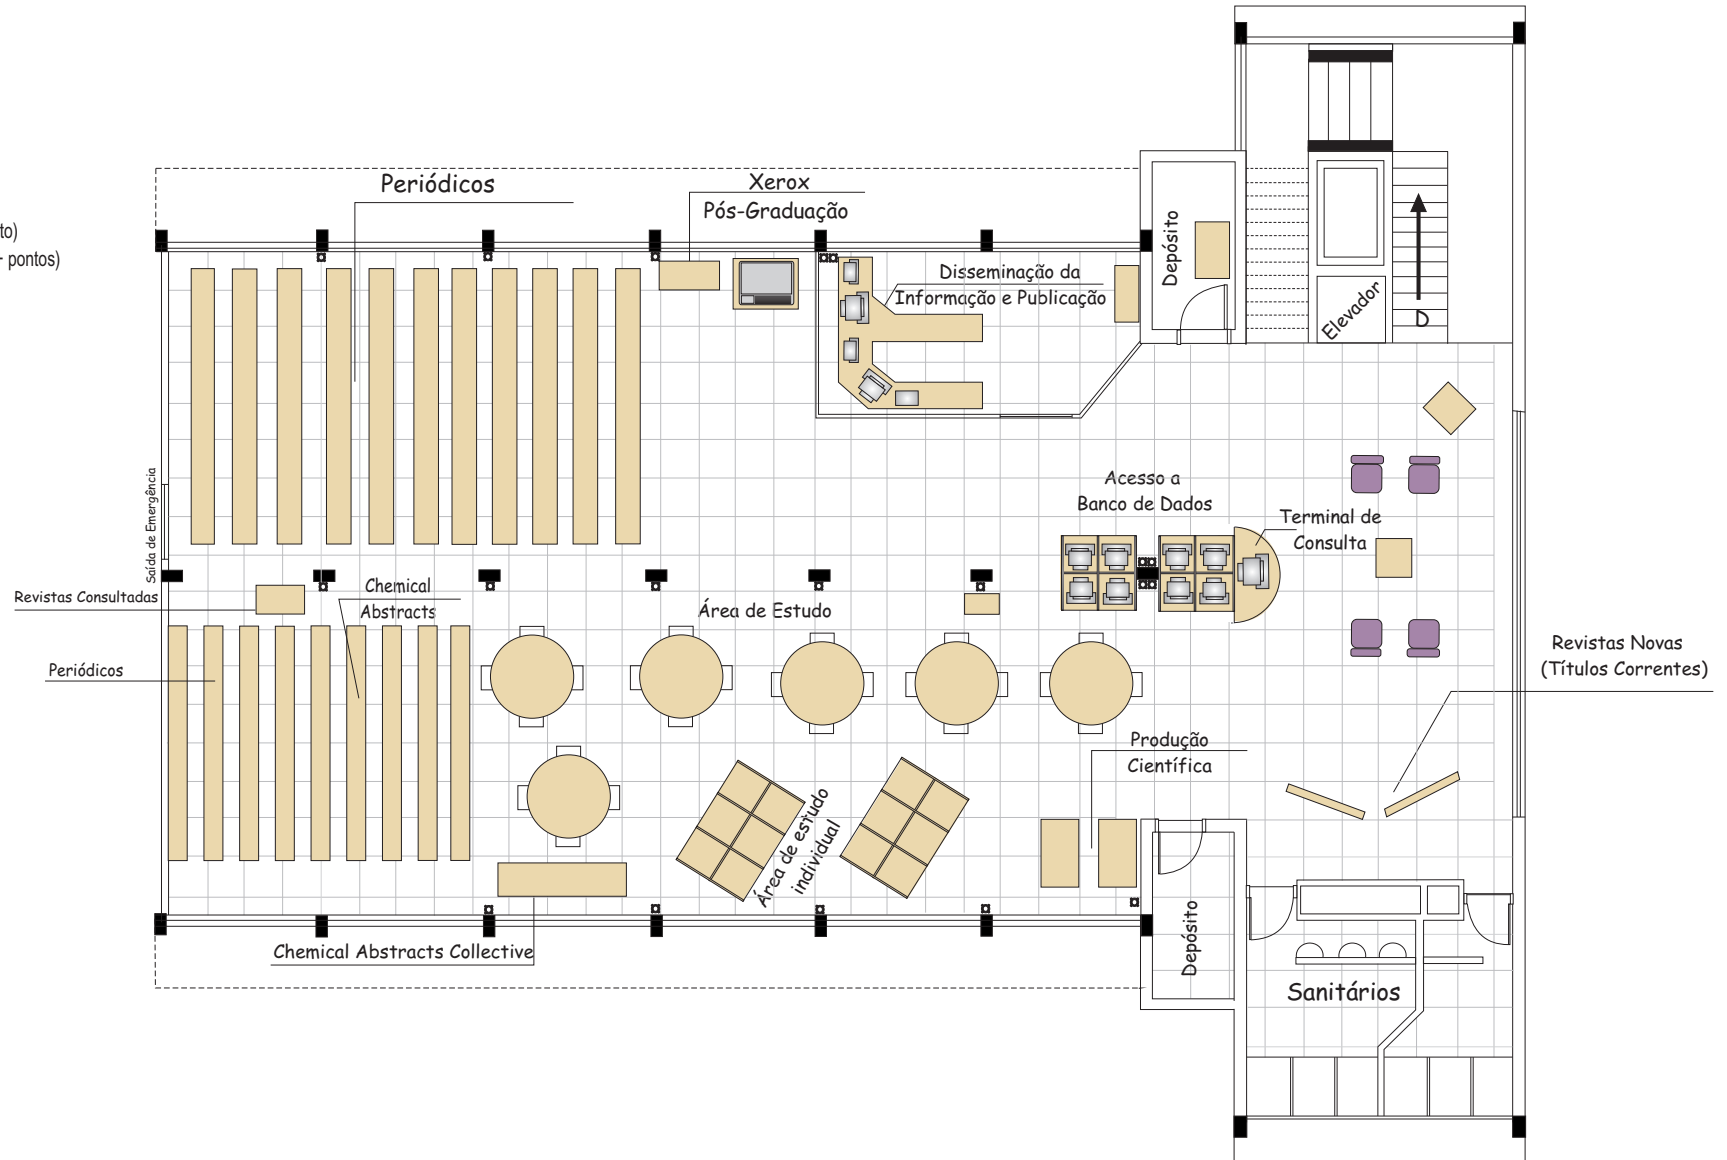 to)
- pontos)
Periódicos
Xerox
Pós-Graduação
Depósito
Disseminação da
Informação e Publicação
Elevador
D
Saída de Emergência
Acesso a
Banco de Dados
Terminal de
Consulta
Revistas Consultadas
Chemical
Abstracts
Área de Estudo
Periódicos
Revistas Novas
(Títulos Correntes)
Produção
Científica
Área de estudo
individual
Chemical Abstracts Collective
Depósito
Sanitários